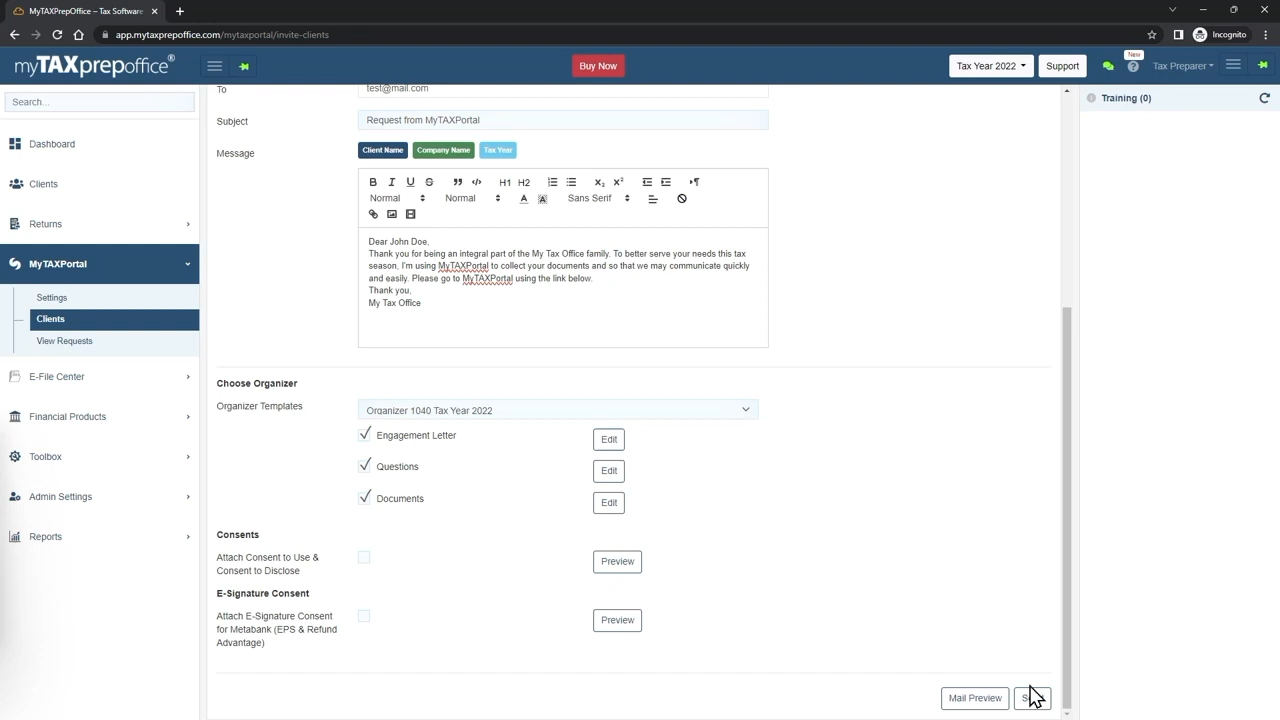 MyTAXPrepOffice – Tax Software
app.mytaxprepoffice.com/mytaxportal/invite-clients
Incognito
myTAXprepoffice®
Buy Now
Tax Year 2022
Support
New
Tax Preparer
Search...
Training (0)
Dashboard
Clients
Returns
MyTAXPortal
Settings
Clients
View Requests
E-File Center
Financial Products
Toolbox
Admin Settings
Reports
To
test@mail.com
Subject
Request from MyTAXPortal
Message
Client Name
Company Name
Tax Year
H1 H2
Normal
Normal
Sans Serif
Dear John Doe,
Thank you for being an integral part of the My Tax Office family. To better serve your needs this tax
season, I'm using MyTAXPortal to collect your documents and so that we may communicate quickly
and easily. Please go to MyTAXPortal using the link below.
Thank you,
My Tax Office
Choose Organizer
Organizer Templates
Organizer 1040 Tax Year 2022
Engagement Letter
Edit
Questions
Edit
Documents
Edit
Consents
Attach Consent to Use &
Consent to Disclose
Preview
E-Signature Consent
Attach E-Signature Consent
for Metabank (EPS & Refund
Advantage)
Preview
Mail Preview